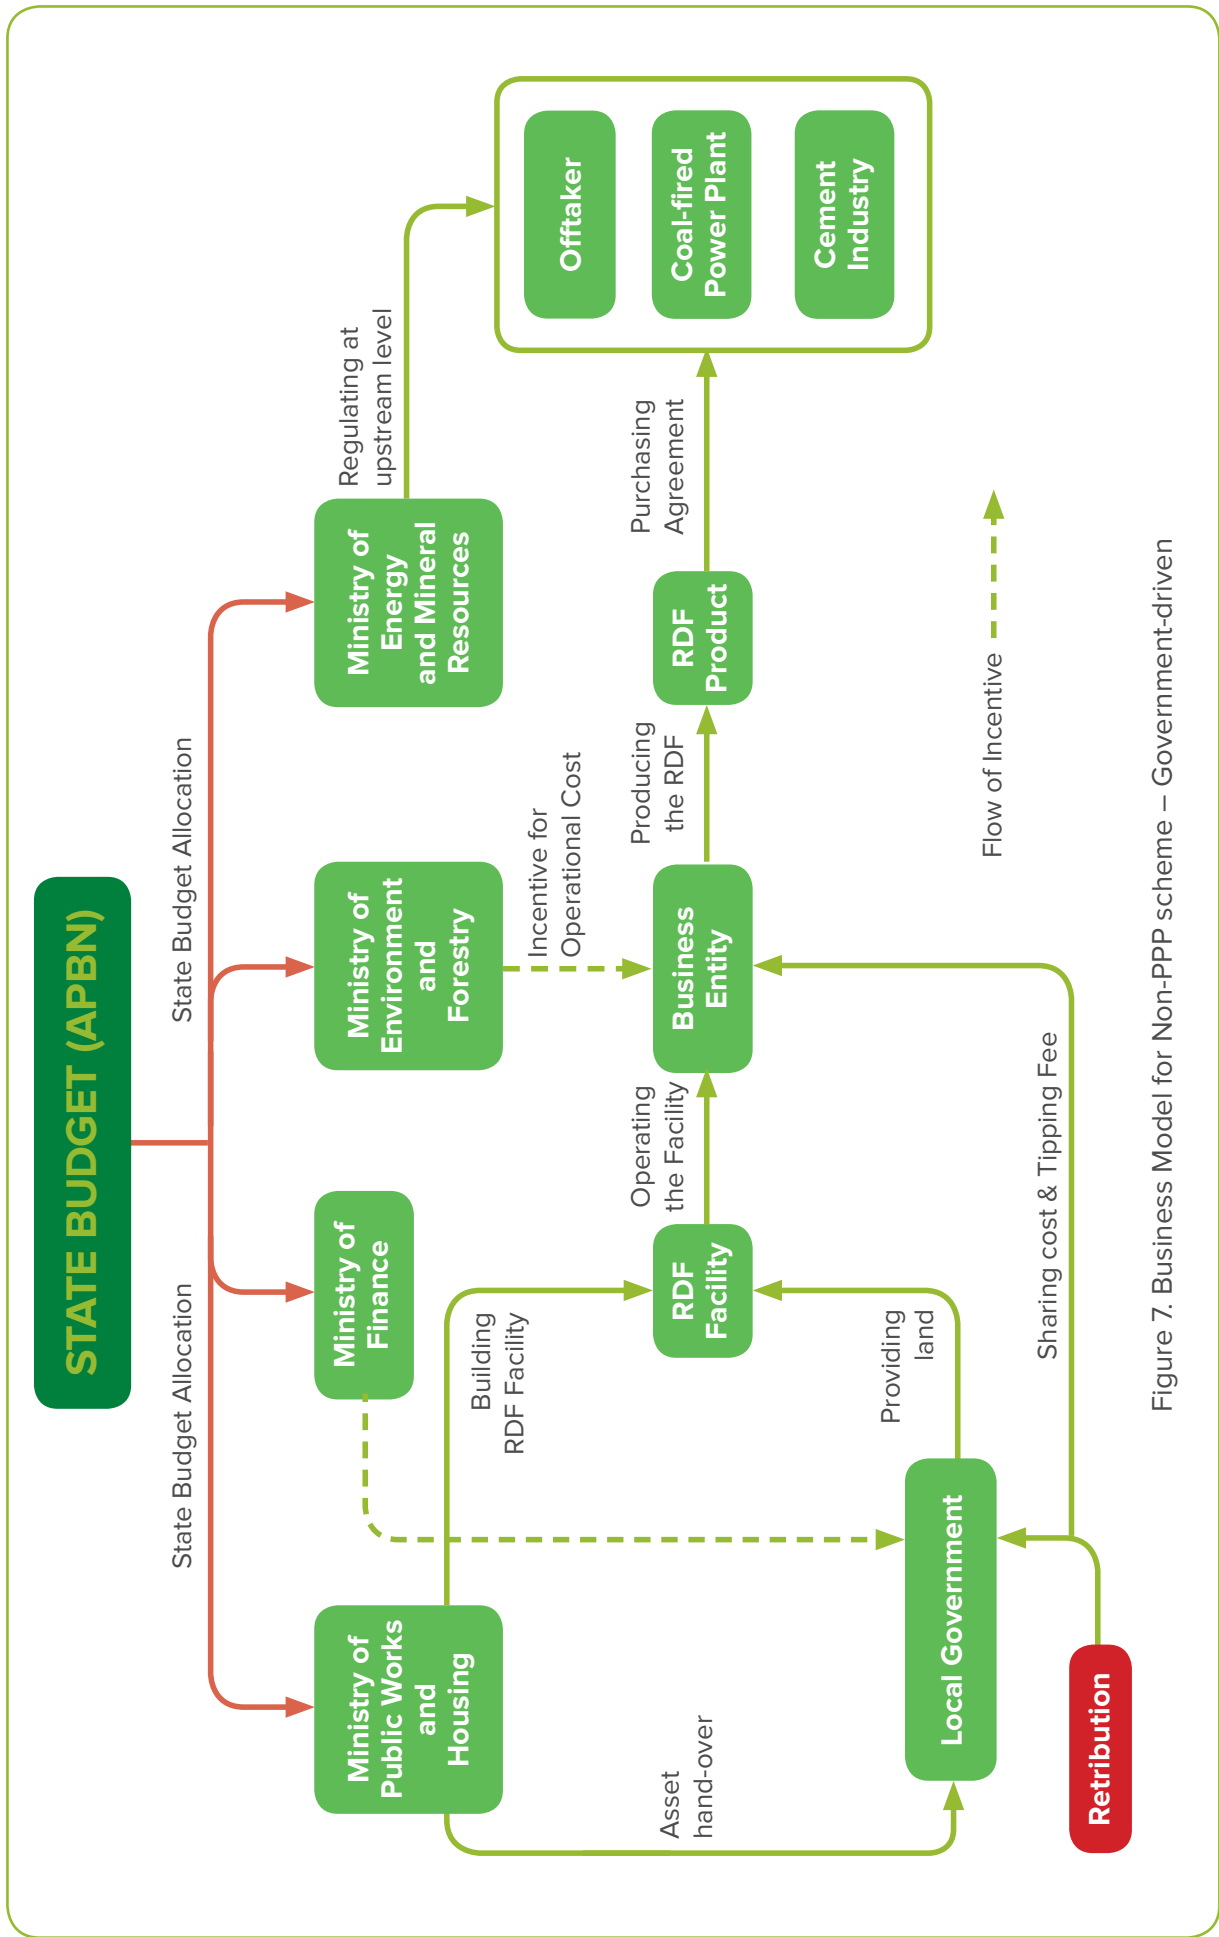 STATE BUDGET (APBN)
State Budget Allocation
State Budget Allocation
Ministry of
Public Works
and
Housing
Ministry of
Finance
Ministry of
Environment
and
Forestry
Ministry of
Energy
and Mineral
Resources
Regulating at
upstream level
Building
RDF Facility
Incentive for
Operational Cost
Asset
hand-over
RDF
Facility
Operating
the Facility
Business
Entity
Producing
the RDF
RDF
Product
Purchasing
Agreement
Offtaker
Coal-fired
Power Plant
Cement
Industry
Providing
land
Local Government
Flow of Incentive
Sharing cost & Tipping Fee
Retribution
Figure 7. Business Model for Non-PPP scheme – Government-driven